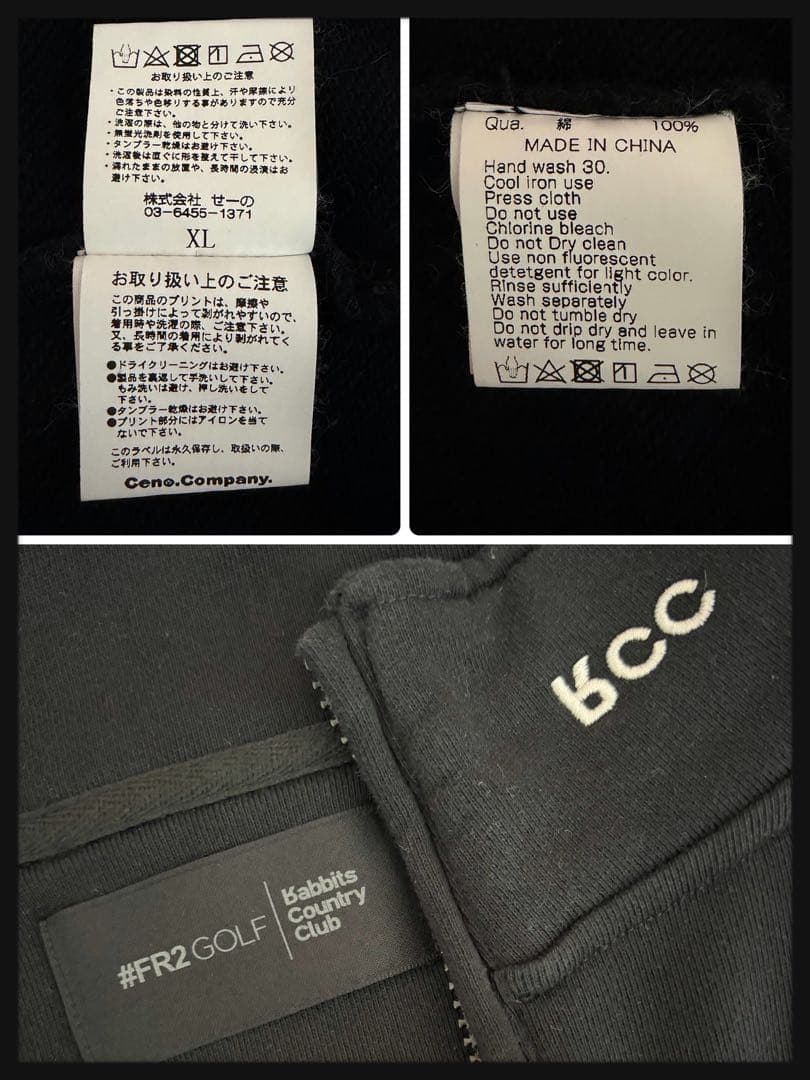 お取り扱い上のご注意
・この製品は染料の性質上、汗や摩擦により
色落ちや色移りする事がありますので充分
ご注意下さい。
・洗濯の際は、他の物と分けて洗い下さい。
・無蛍光洗剤を使用して下さい。
・タンブラー乾燥はお避け下さい。
・洗濯後は直ぐに形を整えて干して下さい。
・濡れたままの放置や、長時間の浸漬はお
避け下さい。
株式会社 せーの
03-6455-1371
XL
お取り扱い上のご注意
この商品のプリントは、摩擦や
引っ掛けによって剥がれやすいので、
着用時や洗濯の際、ご注意下さい。
又、長時間の着用により剥がれてく
る事をご了承ください。
●ドライクリーニングはお避け下さい。
●製品を裏返して手洗いして下さい。
もみ洗いは避け、押し洗いをして
下さい。
●タンブラー乾燥はお避け下さい。
●プリント部分にはアイロンを当て
ないで下さい。
このラベルは永久保存し、取扱いの際、
ご利用下さい。
Ceno.Company.
Qua. 綿 100%
MADE IN CHINA
Hand wash 30.
Cool iron use
Press cloth
Do not use
Chlorine bleach
Do not Dry clean
Use non fluorescent
detetgent for light color.
Rinse sufficiently
Wash separately
Do not tumble dry
Do not drip dry and leave in
water for long time.
RCC
#FR2GOLF
Rabbits
Country
Club